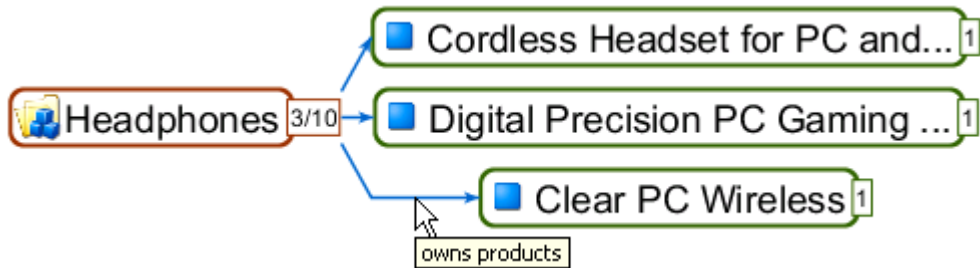 Cordless Headset for PC and...
1
Headphones
3/10
Digital Precision PC Gaming ...
1
Clear PC Wireless
1
owns products